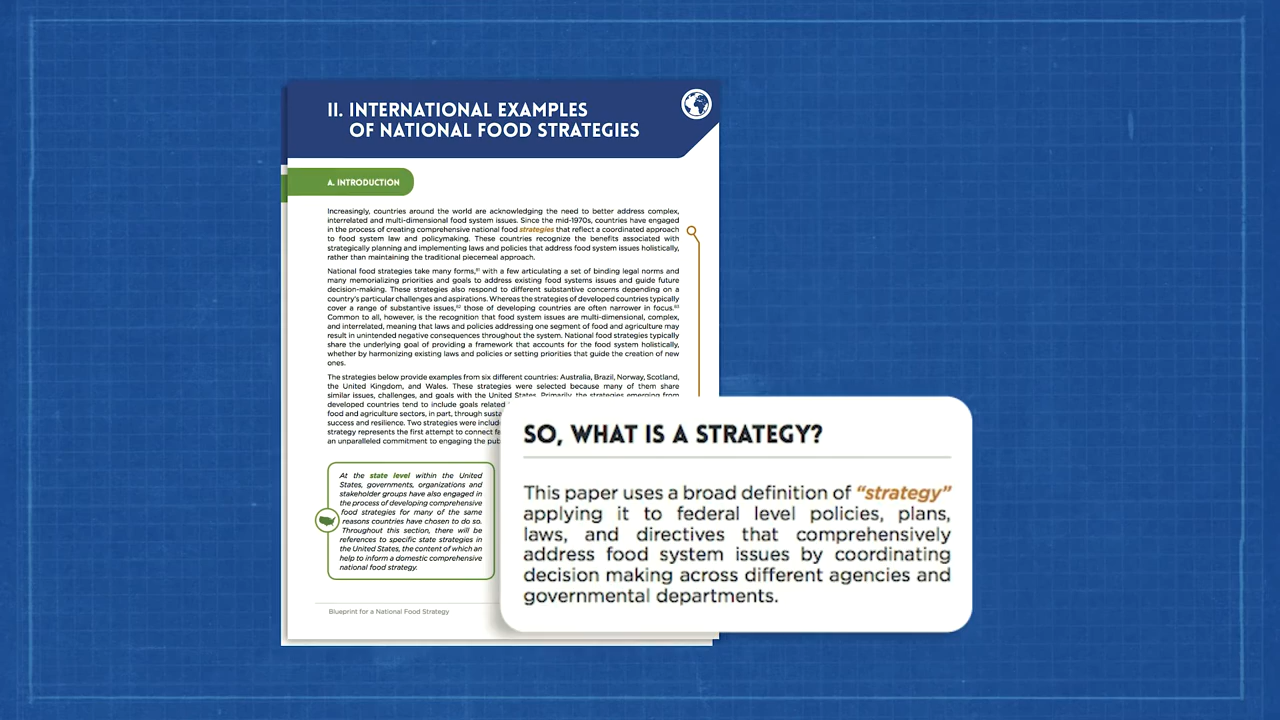 II. INTERNATIONAL EXAMPLES
OF NATIONAL FOOD STRATEGIES
A. INTRODUCTION
Increasingly, countries around the world are acknowledging the need to better address complex,
interrelated and multi-dimensional food system issues. Since the mid-1970s, countries have engaged
in the process of creating comprehensive national food strategies that reflect a coordinated approach
to food system law and policymaking. These countries recognize the benefits associated with
strategically planning and implementing laws and policies that address food system issues holistically,
rather than maintaining the traditional piecemeal approach.
National food strategies take many forms,⁸¹ with a few articulating a set of binding legal norms and
many memorializing priorities and goals to address existing food systems issues and guide future
decision-making. These strategies also respond to different substantive concerns depending on a
country's particular challenges and aspirations. Whereas the strategies of developed countries typically
cover a range of substantive issues,⁸² those of developing countries are often narrower in focus.⁸³
Common to all, however, is the recognition that food system issues are multi-dimensional, complex,
and interrelated, meaning that laws and policies addressing one segment of food and agriculture may
result in unintended negative consequences throughout the system. National food strategies typically
share the underlying goal of providing a framework that accounts for the food system holistically,
whether by harmonizing existing laws and policies or setting priorities that guide the creation of new
ones.
The strategies below provide examples from six different countries: Australia, Brazil, Norway, Scotland,
the United Kingdom, and Wales. These strategies were selected because many of them share
similar issues, challenges, and goals with the United States. Primarily, the strategies emerging from
developed countries tend to include goals related
food and agriculture sectors, in part, through
success and resilience. Two strategies were
strategy represents the first attempt to connect
an unparalleled commitment to engaging the
At the state level within the United
States, governments, organizations and
stakeholder groups have also engaged in
the process of developing comprehensive
food strategies for many of the same
reasons countries have chosen to do so.
Throughout this section, there will be
references to specific state strategies in
the United States, the content of which an
help to inform a domestic comprehensive
national food strategy.
Blueprint for a National Food Strategy
SO, WHAT IS A STRATEGY?
This paper uses a broad definition of “strategy”
applying it to federal level policies, plans,
laws, and directives that comprehensively
address food system issues by coordinating
decision making across different agencies and
governmental departments.